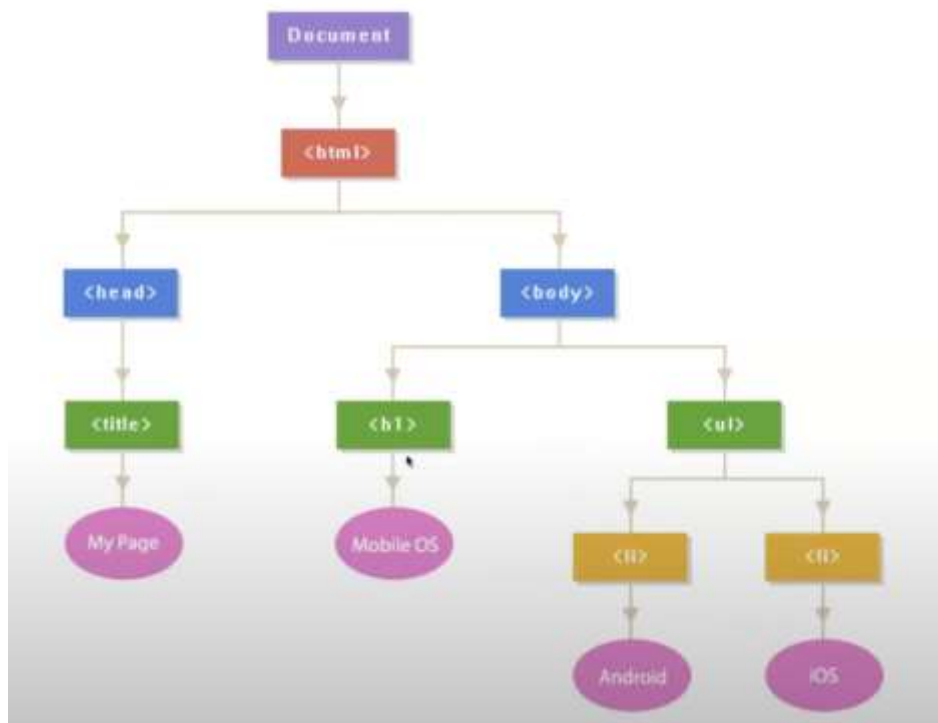 Document
<html>
<head>
<body>
<title>
<h1>
<ul>
My Page
Mobile OS
<li>
<li>
Android
iOS